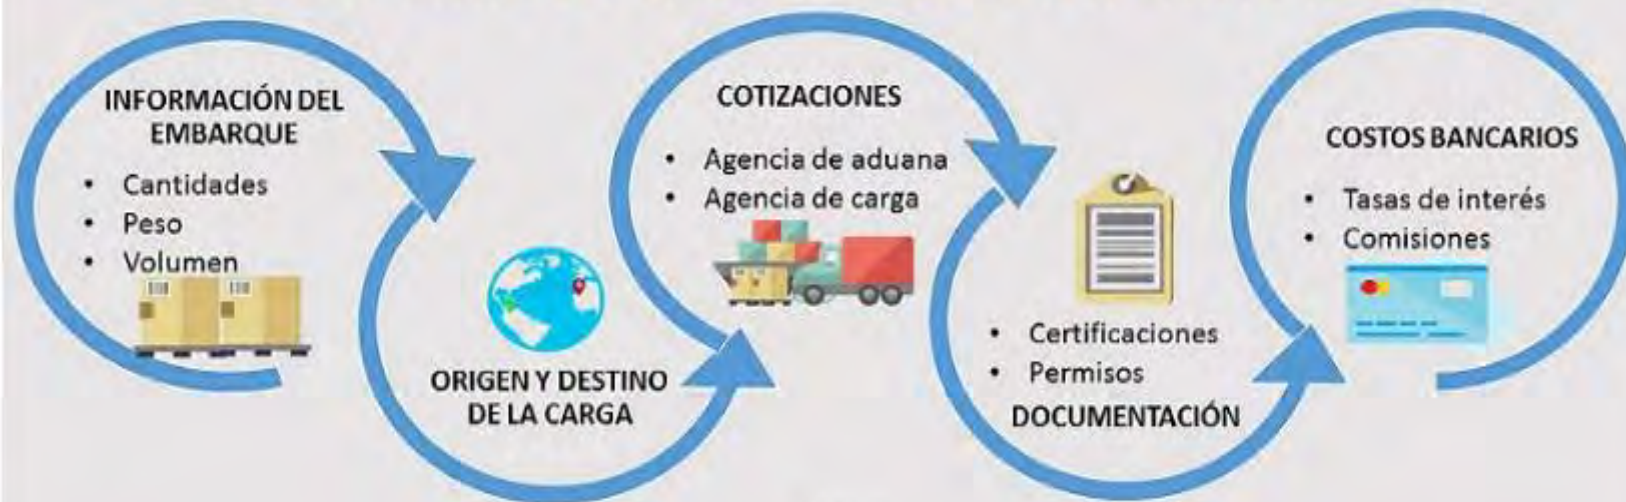 INFORMACIÓN DEL
EMBARQUE
• Cantidades
• Peso
• Volumen
ORIGEN Y DESTINO
DE LA CARGA
COTIZACIONES
• Agencia de aduana
• Agencia de carga
• Certificaciones
• Permisos
DOCUMENTACIÓN
COSTOS BANCARIOS
• Tasas de interés
• Comisiones